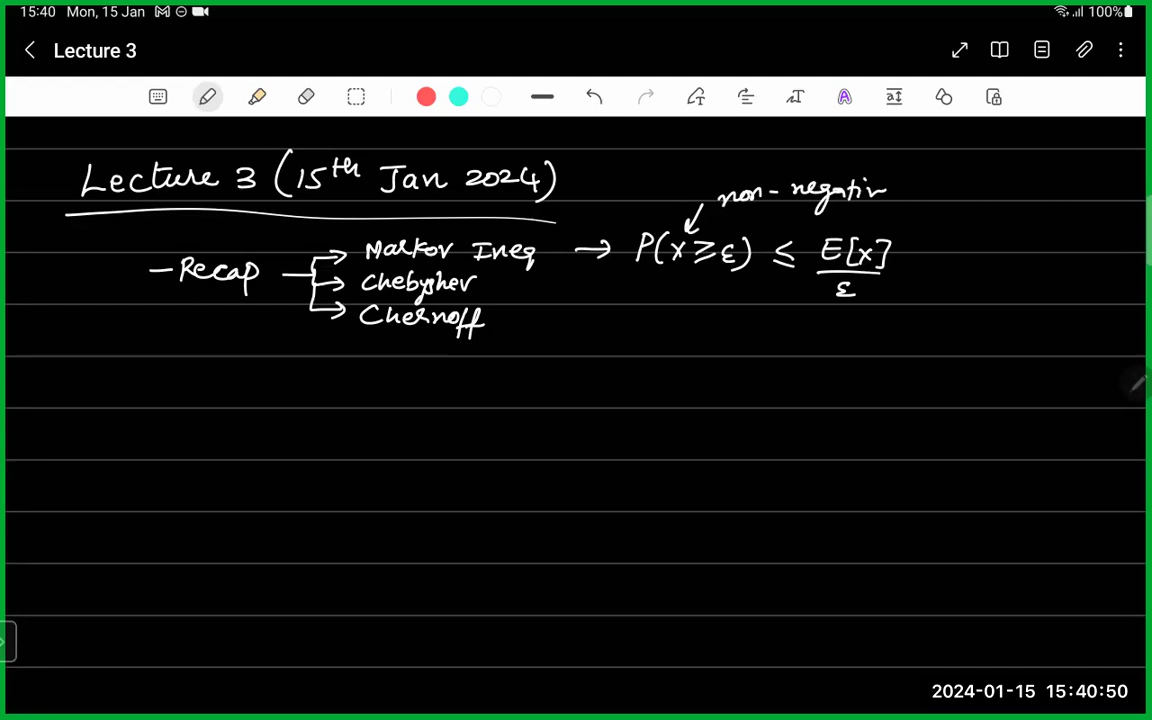 15:40 Mon, 15 Jan 100%
Lecture 3
Lecture 3 (15th Jan 2024)
non-negativ
- Recap → Markov Ineq → P(x ≥ ε) ≤ E[x] / ε
→ Chebyshev
→ Chernoff
2024-01-15 15:40:50